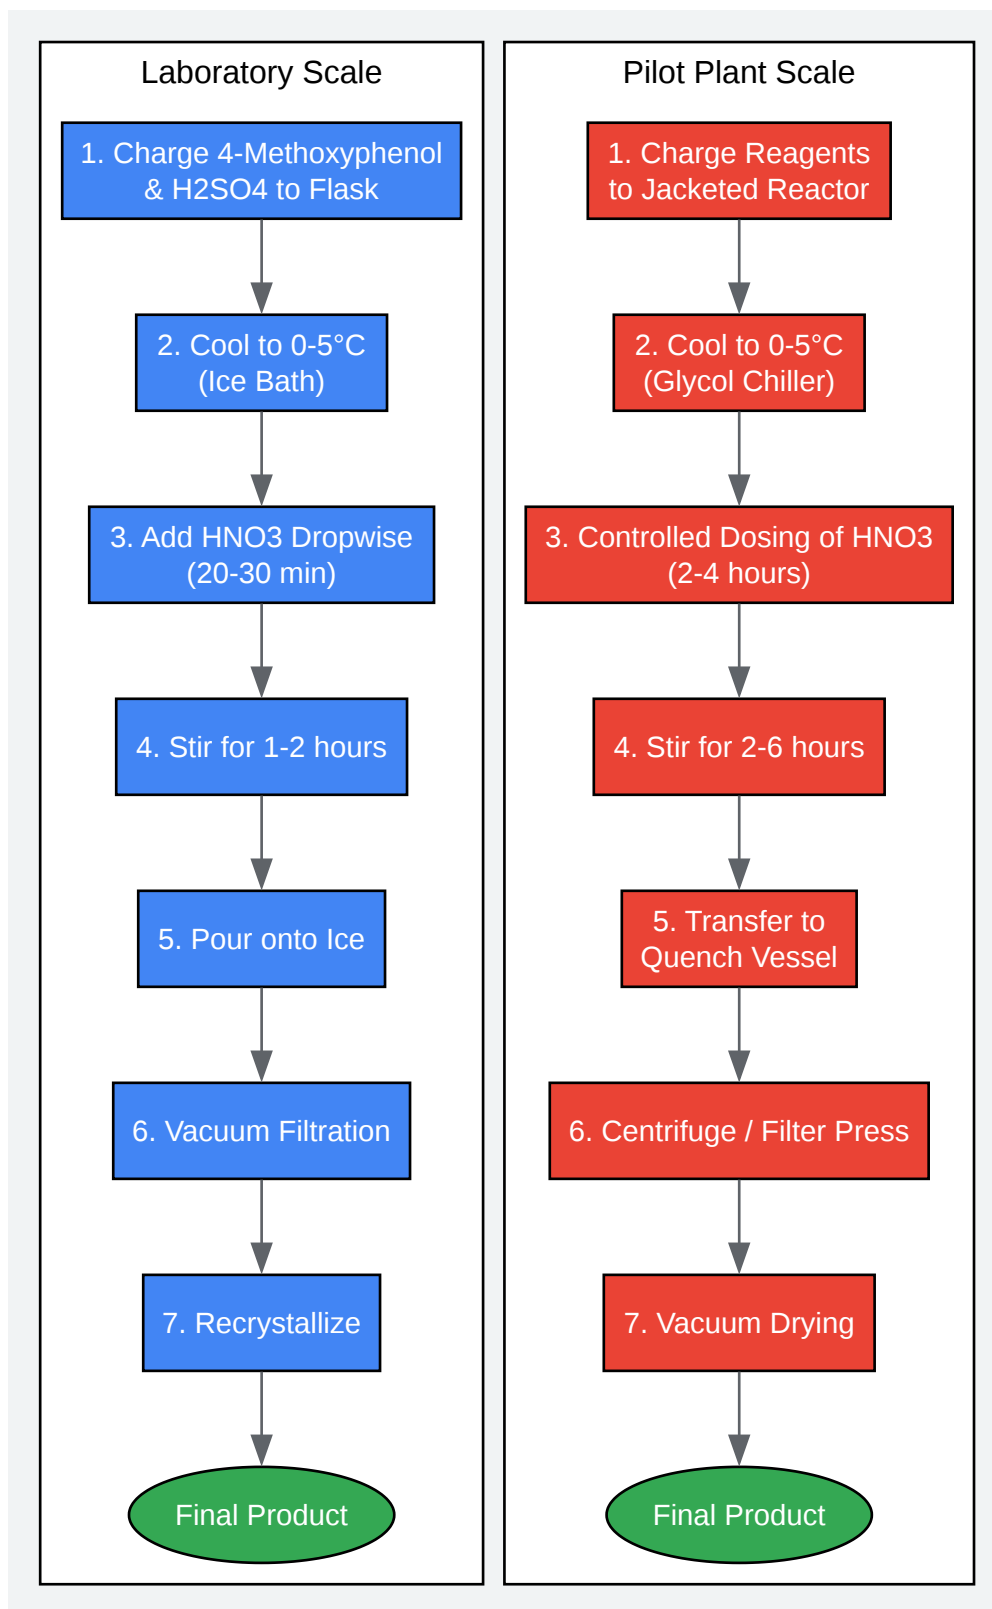 Laboratory Scale
1. Charge 4-Methoxyphenol
& H2SO4 to Flask
2. Cool to 0-5°C
(Ice Bath)
3. Add HNO3 Dropwise
(20-30 min)
4. Stir for 1-2 hours
5. Pour onto Ice
6. Vacuum Filtration
7. Recrystallize
Final Product
Pilot Plant Scale
1. Charge Reagents
to Jacketed Reactor
2. Cool to 0-5°C
(Glycol Chiller)
3. Controlled Dosing of HNO3
(2-4 hours)
4. Stir for 2-6 hours
5. Transfer to
Quench Vessel
6. Centrifuge / Filter Press
7. Vacuum Drying
Final Product